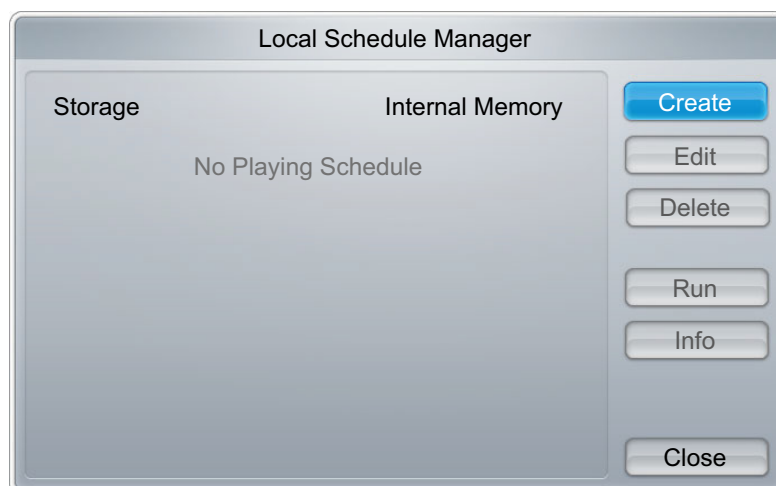 Local Schedule Manager
Storage Internal Memory
No Playing Schedule
Create
Edit
Delete
Run
Info
Close